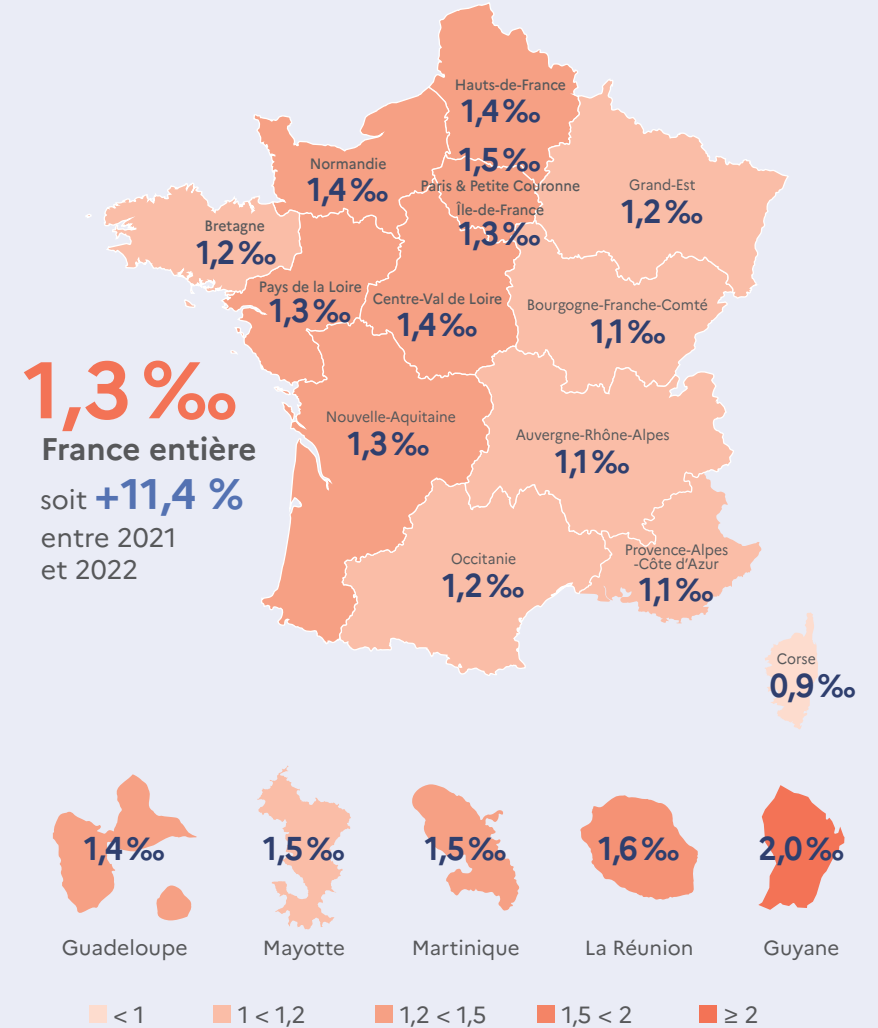 Hauts-de-France
1,4 ‰
1,5 ‰
Paris & Petite Couronne
Île-de-France
1,3 ‰
Normandie
1,4 ‰
Grand-Est
1,2 ‰
Bretagne
1,2 ‰
Pays de la Loire
1,3 ‰
Centre-Val de Loire
1,4 ‰
Bourgogne-Franche-Comté
1,1 ‰
1,3 ‰
France entière
soit +11,4 %
entre 2021
et 2022
Nouvelle-Aquitaine
1,3 ‰
Auvergne-Rhône-Alpes
1,1 ‰
Occitanie
1,2 ‰
Provence-Alpes
-Côte d'Azur
1,1 ‰
Corse
0,9 ‰
1,4 ‰
Guadeloupe
1,5 ‰
Mayotte
1,5 ‰
Martinique
1,6 ‰
La Réunion
2,0 ‰
Guyane
< 1
1 < 1,2
1,2 < 1,5
1,5 < 2
≥ 2